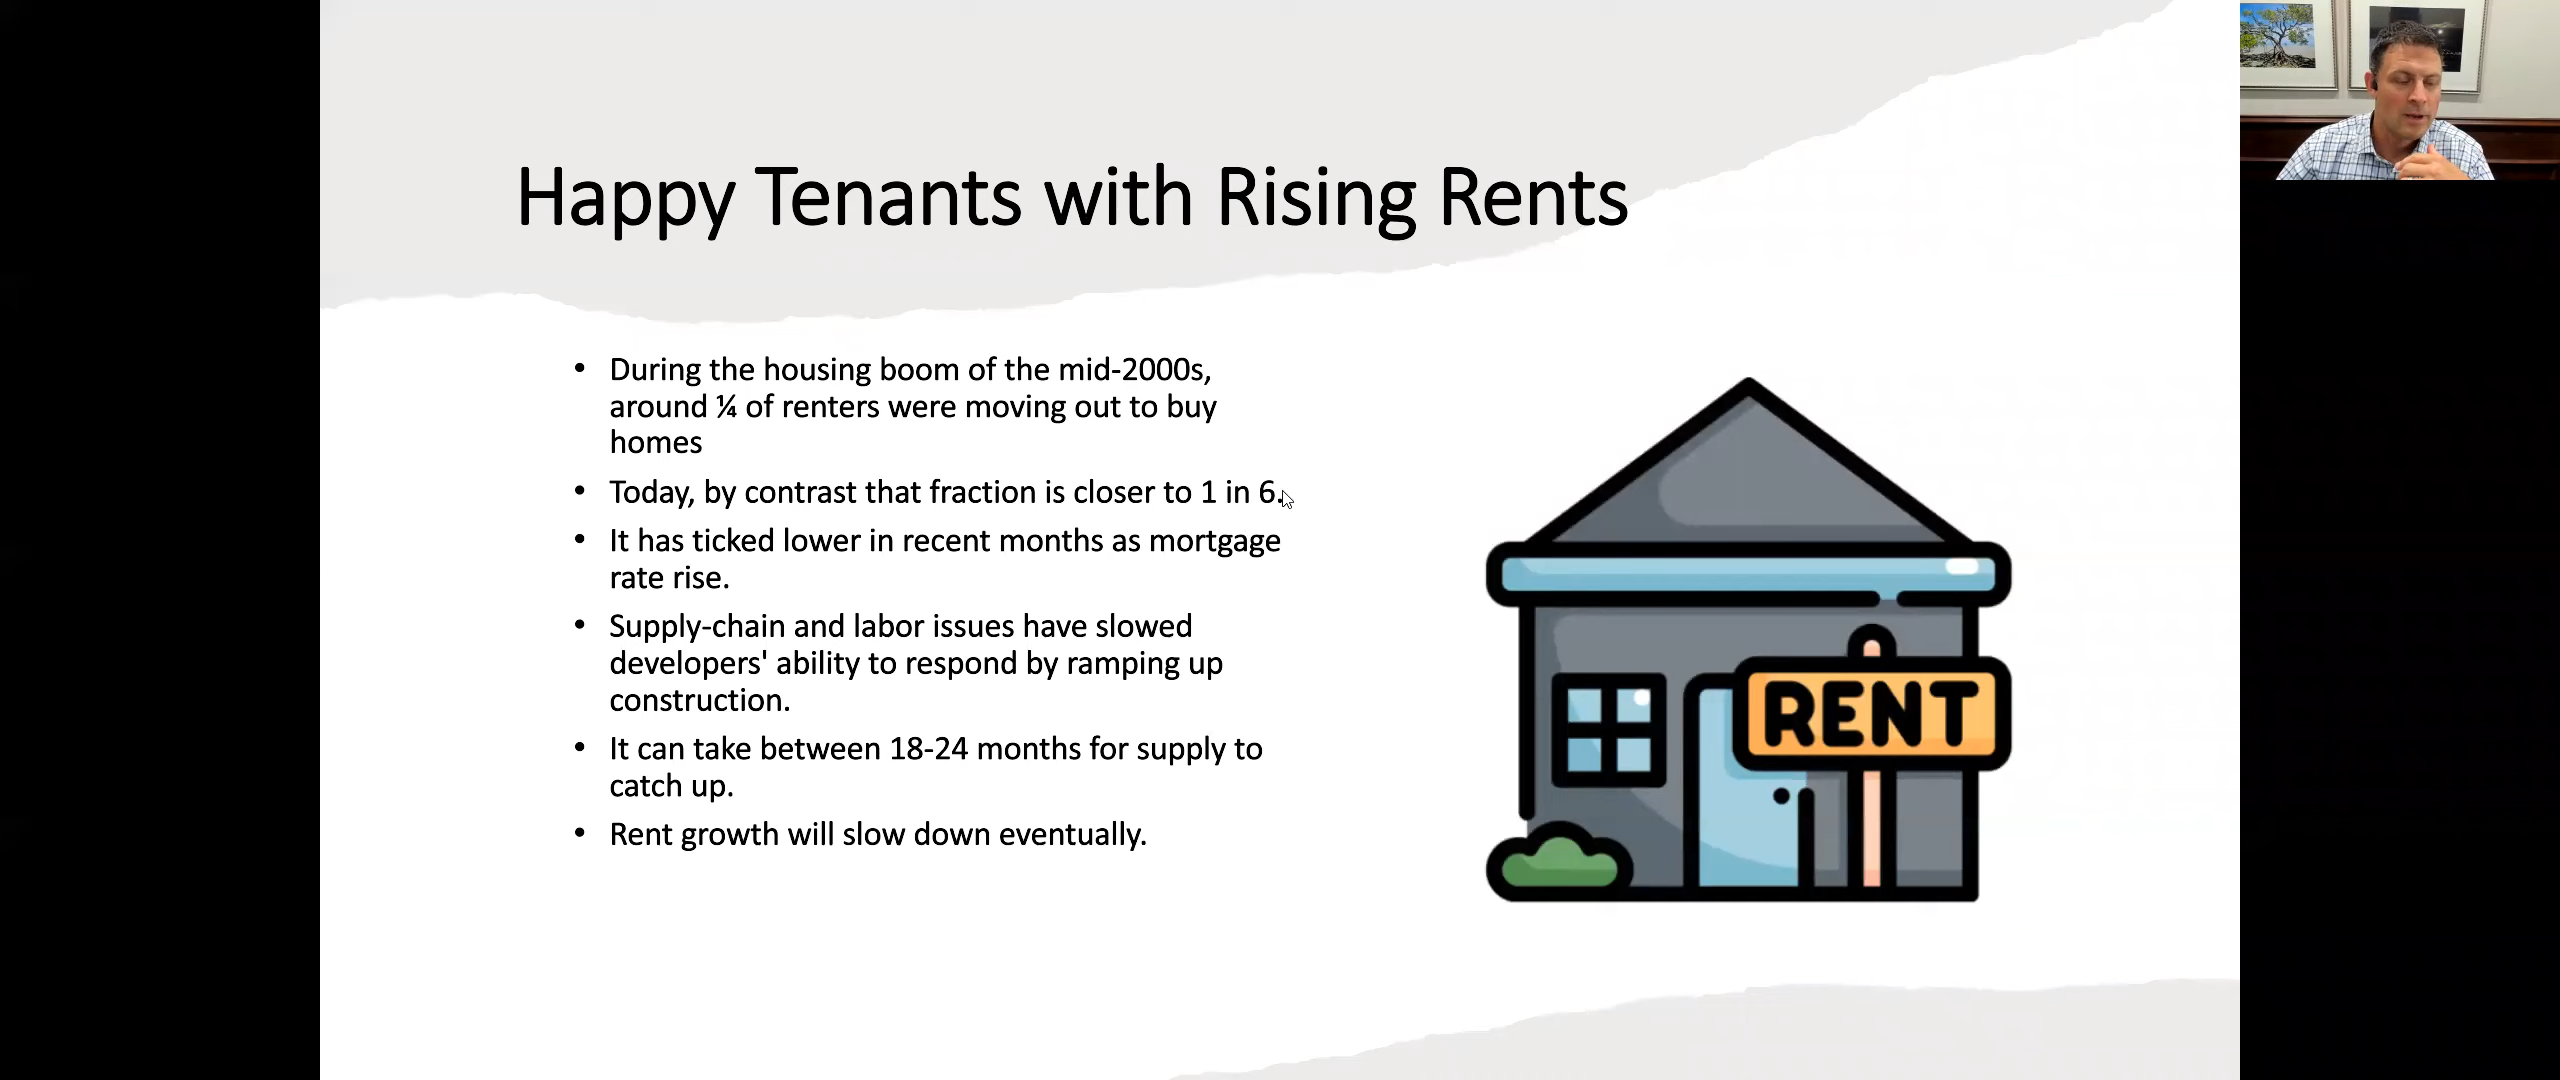 Happy Tenants with Rising Rents
• During the housing boom of the mid-2000s,
around ¼ of renters were moving out to buy
homes
• Today, by contrast that fraction is closer to 1 in 6.
• It has ticked lower in recent months as mortgage
rate rise.
• Supply-chain and labor issues have slowed
developers' ability to respond by ramping up
construction.
• It can take between 18-24 months for supply to
catch up.
• Rent growth will slow down eventually.
RENT